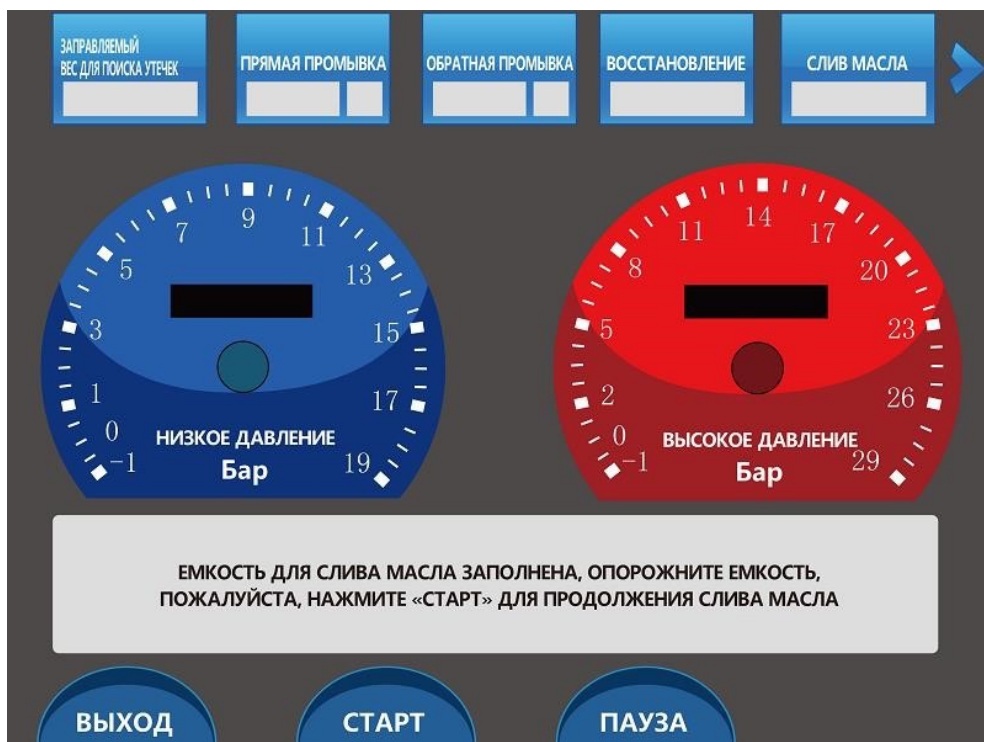 ЗАПРАВЛЯЕМЫЙ
ВЕС ДЛЯ ПОИСКА УТЕЧЕК
ПРЯМАЯ ПРОМЫВКА
ОБРАТНАЯ ПРОМЫВКА
ВОССТАНОВЛЕНИЕ
СЛИВ МАСЛА
-1
0
1
3
5
7
9
11
13
15
17
19
НИЗКОЕ ДАВЛЕНИЕ
Бар
-1
0
2
5
8
11
14
17
20
23
26
29
ВЫСОКОЕ ДАВЛЕНИЕ
Бар
ЕМКОСТЬ ДЛЯ СЛИВА МАСЛА ЗАПОЛНЕНА, ОПОРОЖНИТЕ ЕМКОСТЬ,
ПОЖАЛУЙСТА, НАЖМИТЕ «СТАРТ» ДЛЯ ПРОДОЛЖЕНИЯ СЛИВА МАСЛА
ВЫХОД
СТАРТ
ПАУЗА